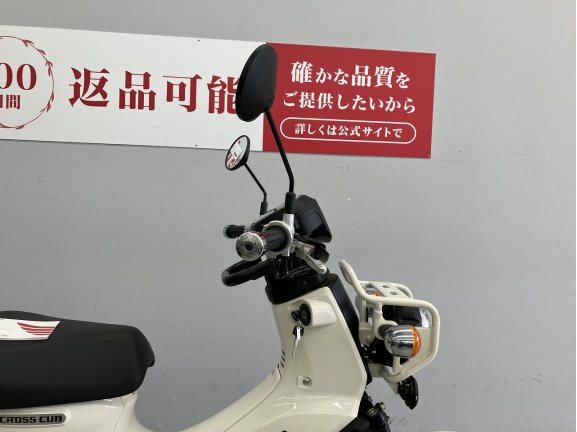 00
日間
返品可能
確かな品質を
ご提供したいから
詳しくは公式サイトで
CROSS CUB